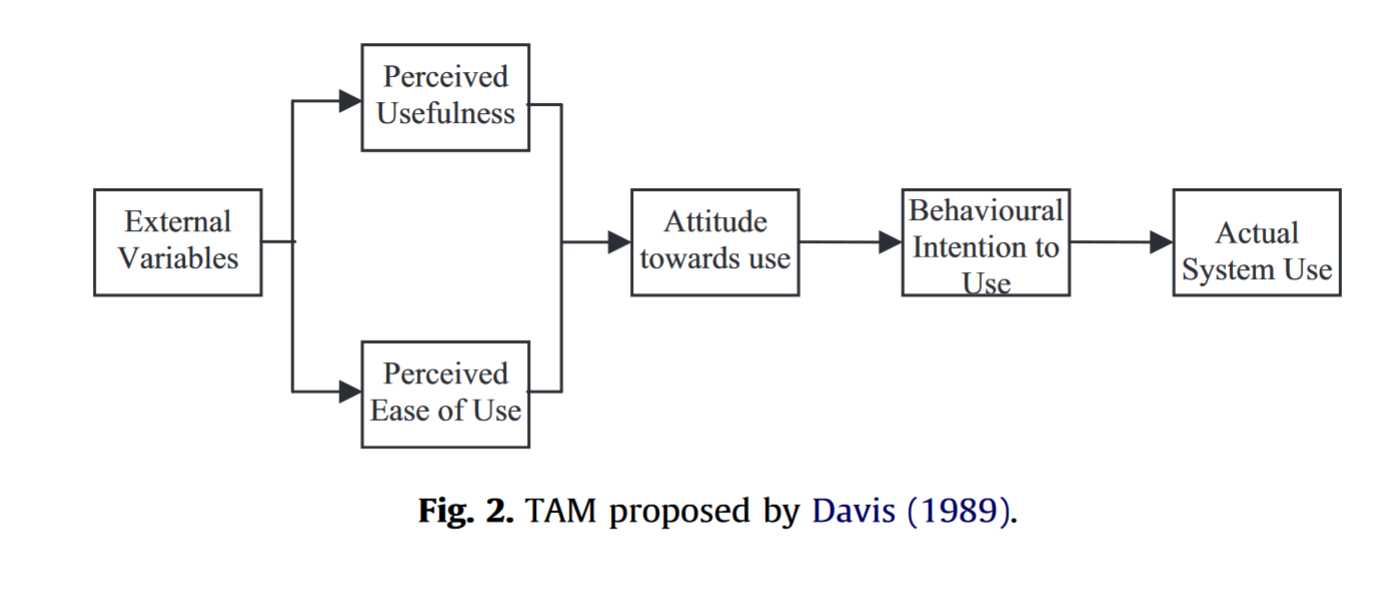 Perceived
Usefulness
External
Variables
Attitude
towards use
Behavioural
Intention to
Use
Actual
System Use
Perceived
Ease of Use
Fig. 2. TAM proposed by Davis (1989).